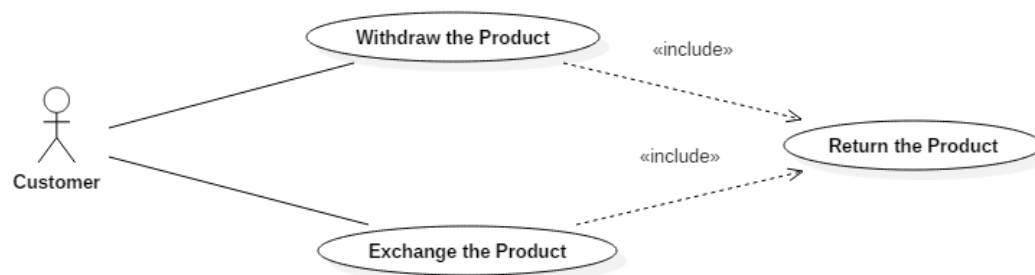 Withdraw the Product
«include»
Customer
Return the Product
«include»
Exchange the Product